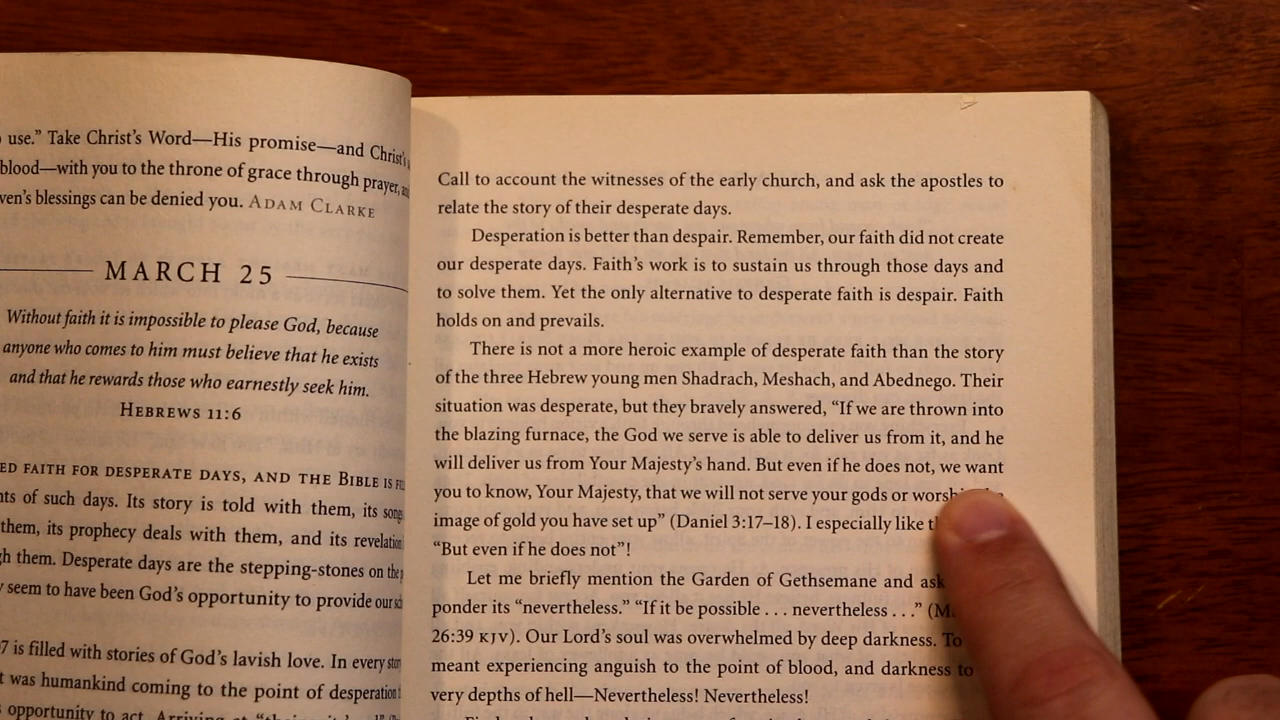 use.” Take Christ’s Word—His promise—and Christ’s
blood—with you to the throne of grace through prayer,
blessings can be denied you. ADAM CLARKE
MARCH 25
Without faith it is impossible to please God, because
anyone who comes to him must believe that he exists
and that he rewards those who earnestly seek him.
HEBREWS 11:6
FAITH FOR DESPERATE DAYS, AND THE BIBLE IS
of such days. Its story is told with them, its
them, its prophecy deals with them, and its revelation
them. Desperate days are the stepping-stones on the
seem to have been God’s opportunity to provide our
is filled with stories of God’s lavish love. In every
was humankind coming to the point of desperation
opportunity to act. Arriving at
Call to account the witnesses of the early church, and ask the apostles to
relate the story of their desperate days.
Desperation is better than despair. Remember, our faith did not create
our desperate days. Faith’s work is to sustain us through those days and
to solve them. Yet the only alternative to desperate faith is despair. Faith
holds on and prevails.
There is not a more heroic example of desperate faith than the story
of the three Hebrew young men Shadrach, Meshach, and Abednego. Their
situation was desperate, but they bravely answered, “If we are thrown into
the blazing furnace, the God we serve is able to deliver us from it, and he
will deliver us from Your Majesty’s hand. But even if he does not, we want
you to know, Your Majesty, that we will not serve your gods or
image of gold you have set up” (Daniel 3:17–18). I especially like
“But even if he does not”!
Let me briefly mention the Garden of Gethsemane and ask
ponder its “nevertheless.” “If it be possible . . . nevertheless . . .”
26:39 KJV). Our Lord’s soul was overwhelmed by deep darkness. To
meant experiencing anguish to the point of blood, and darkness to
very depths of hell—Nevertheless! Nevertheless!